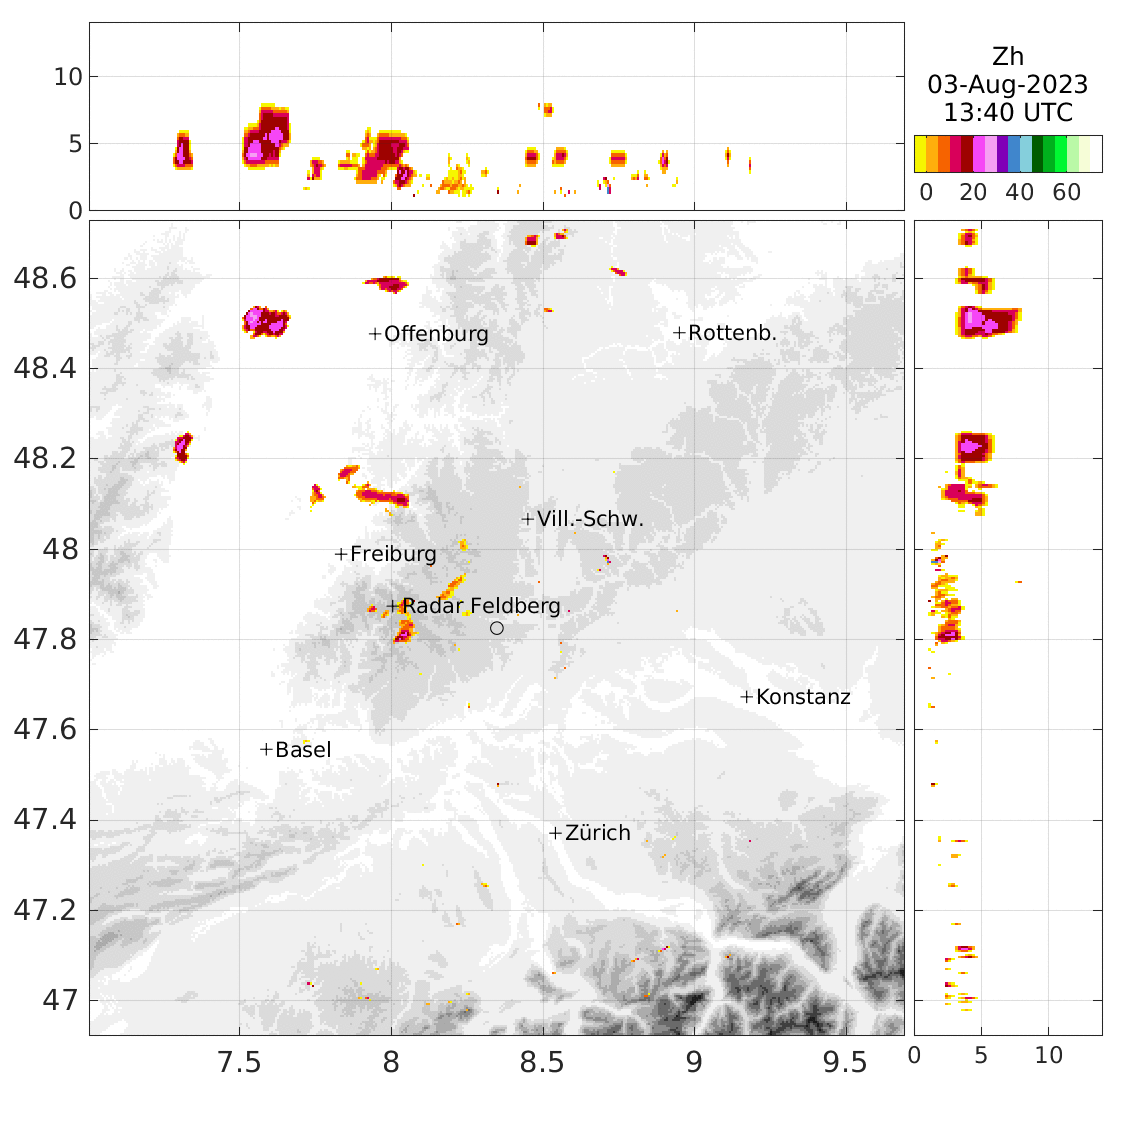 10
5
0
Zh
03-Aug-2023
13:40 UTC
0 20 40 60
48.6
48.4
48.2
48
47.8
47.6
47.4
47.2
47
Offenburg
Rottenb.
Vill.-Schw.
Freiburg
Radar Feldberg
Konstanz
Basel
Zürich
7.5 8 8.5 9 9.5
0 5 10